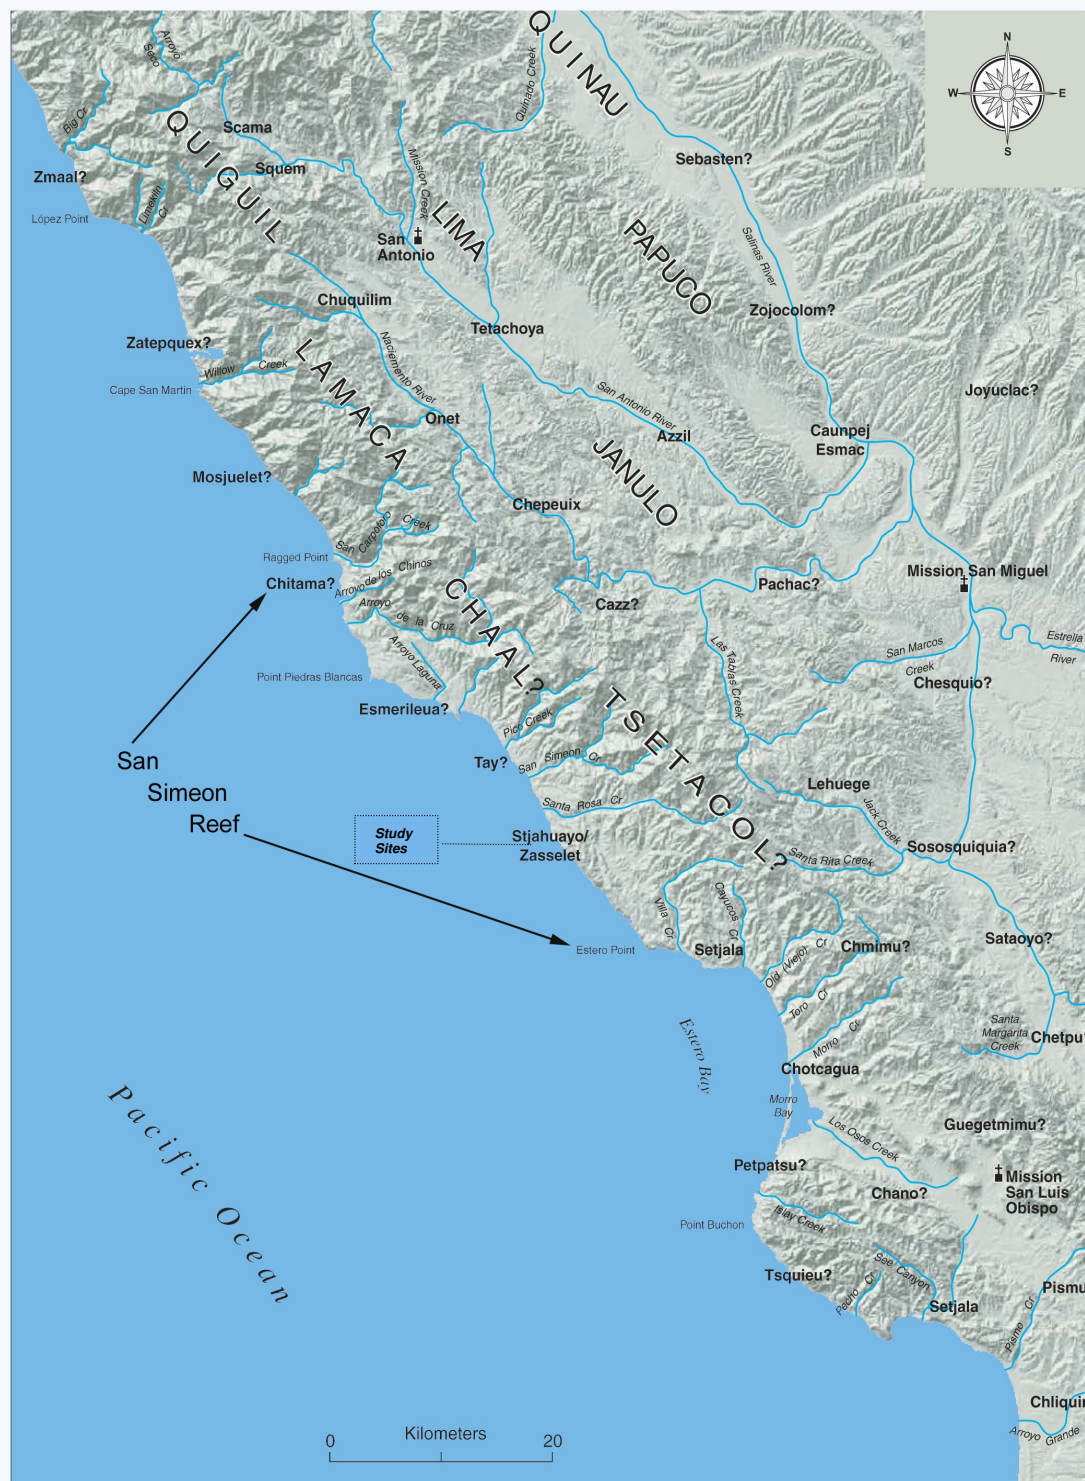 QUINAU
N
W
E
S
Arroyo
Seco
Big Cr
Quinado Creek
Scama
QUIGUIL
Squem
Mission Creek
Sebasten?
Zmaal?
Limekiln
Cr
López Point
LIMA
San
Antonio
PAPUCO
Salinas River
Chuquilim
Tetachoya
Zojocolom?
Zatepquex?
Willow
Creek
Cape San Martin
LAMACA
Naciemento River
San Antonio River
Joyuclac?
Onet
Azzil
Caunpej
Esmac
Mosjuelet?
JANULO
Chepeuix
San
Carpoforo
Creek
Ragged Point
Chitama?
Arroyo de los Chinos
Mission San Miguel
Pachac?
Cazz?
Arroyo
de la Cruz
CHAAL?
Las Tablas Creek
Estrella
River
San Marcos
Creek
Arroyo Laguna
Point Piedras Blancas
Chesquio?
Esmerileua?
TSETACOL?
Pico Creek
San
Simeon
Reef
Tay?
San Simeon Cr
Lehuege
Santa Rosa Cr
Jack Creek
Study
Sites
Stjahuayo/
Zasselet
Santa Rita Creek
Sososquiquia?
Villa Cr
Cayucos Cr
Estero Point
Setjala
Old (Viejo) Cr
Chmimu?
Sataoyo?
Toro Cr
Santa
Margarita
Creek
Chetpu
Morro Cr
Estero Bay
Chotcagua
Morro
Bay
Pacific Ocean
Los Osos Creek
Guegetmimu?
Petpatsu?
Chano?
Mission
San Luis
Obispo
Islay Creek
Point Buchon
See Canyon
Tsquieu?
Pecho Cr
Setjala
Pismu
Pismo Cr
Chliquin
Arroyo Grande
Kilometers
0
20